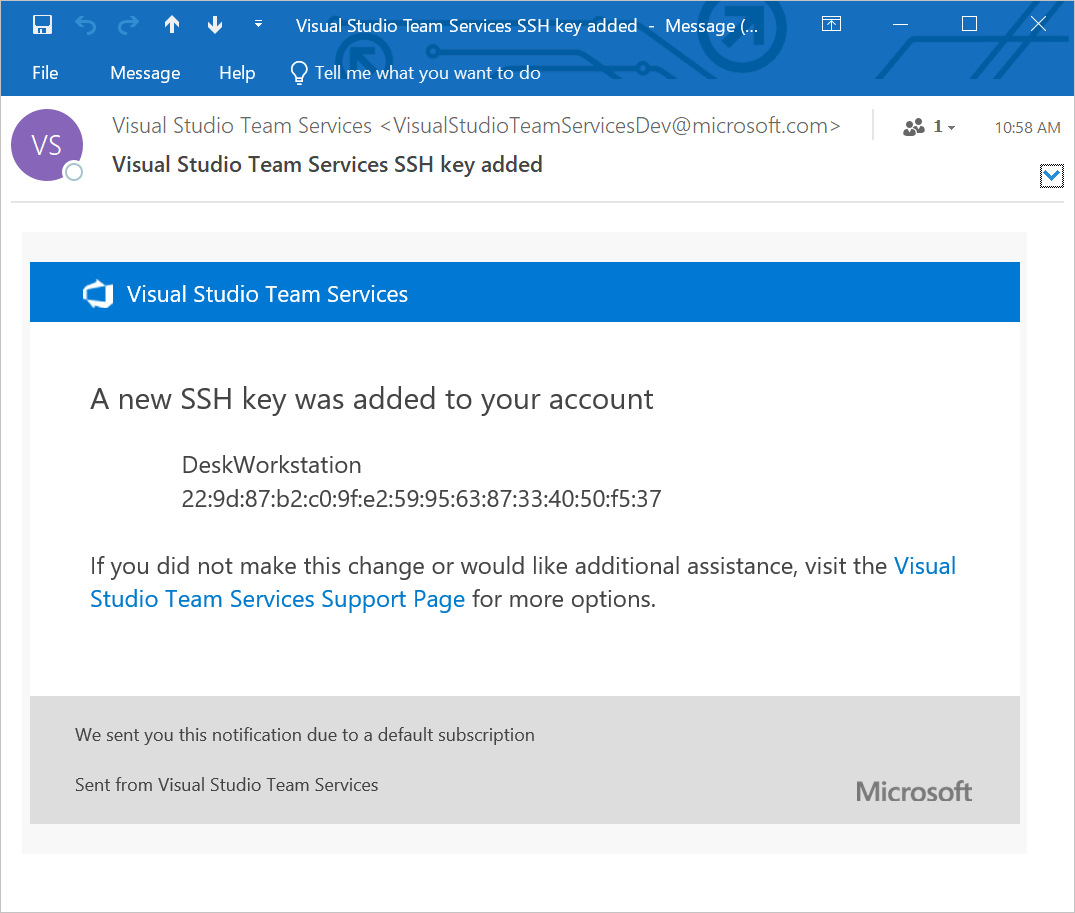 Visual Studio Team Services SSH key added - Message (...
File Message Help Tell me what you want to do
VS
Visual Studio Team Services <VisualStudioTeamServicesDev@microsoft.com>
1
10:58 AM
Visual Studio Team Services SSH key added
Visual Studio Team Services
A new SSH key was added to your account
DeskWorkstation
22:9d:87:b2:c0:9f:e2:59:95:63:87:33:40:50:f5:37
If you did not make this change or would like additional assistance, visit the Visual
Studio Team Services Support Page for more options.
We sent you this notification due to a default subscription
Sent from Visual Studio Team Services
Microsoft